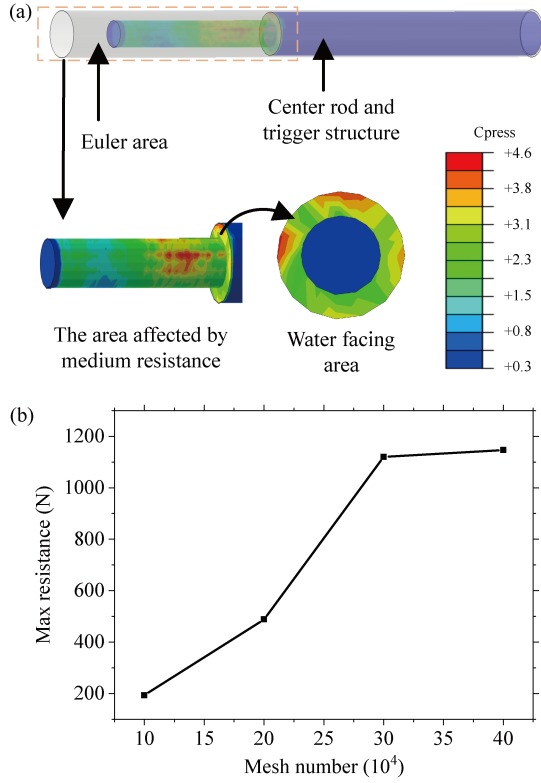 (a)
Euler area
Center rod and
trigger structure
Cpress
+4.6
+3.8
+3.1
+2.3
+1.5
+0.8
+0.3
The area affected by
medium resistance
Water facing
area
(b)
Max resistance (N)
1200
1000
800
600
400
200
10 15 20 25 30 35 40
Mesh number (10⁴)